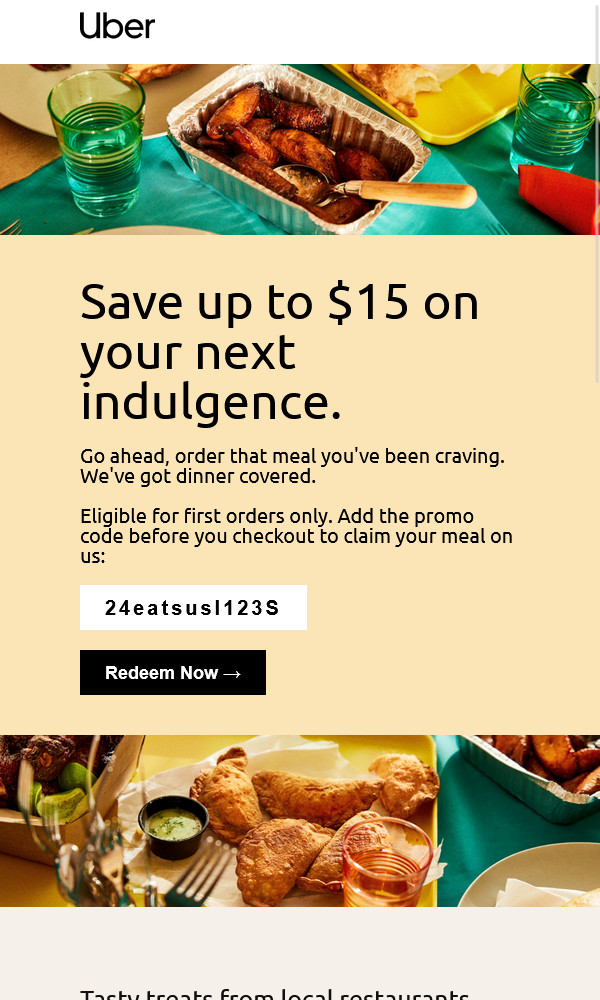 Uber
Save up to $15 on
your next
indulgence.
Go ahead, order that meal you've been craving.
We've got dinner covered.
Eligible for first orders only. Add the promo
code before you checkout to claim your meal on
us:
24eatsusl123S
Redeem Now →
Tasty treats from local restaurants